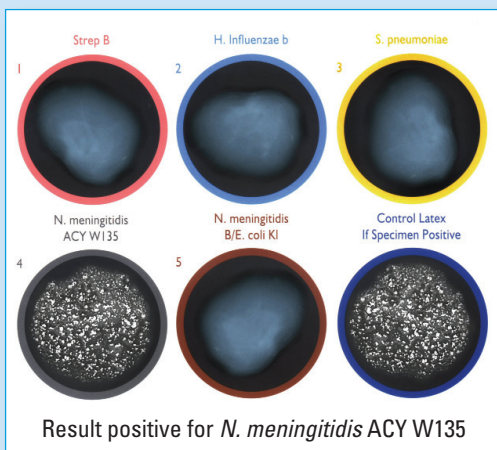 Strep B
H. Influenzae b
S. pneumoniae
1
2
3
N. meningitidis
ACY W135
N. meningitidis
B/E. coli K1
Control Latex
If Specimen Positive
4
5
Result positive for N. meningitidis ACY W135